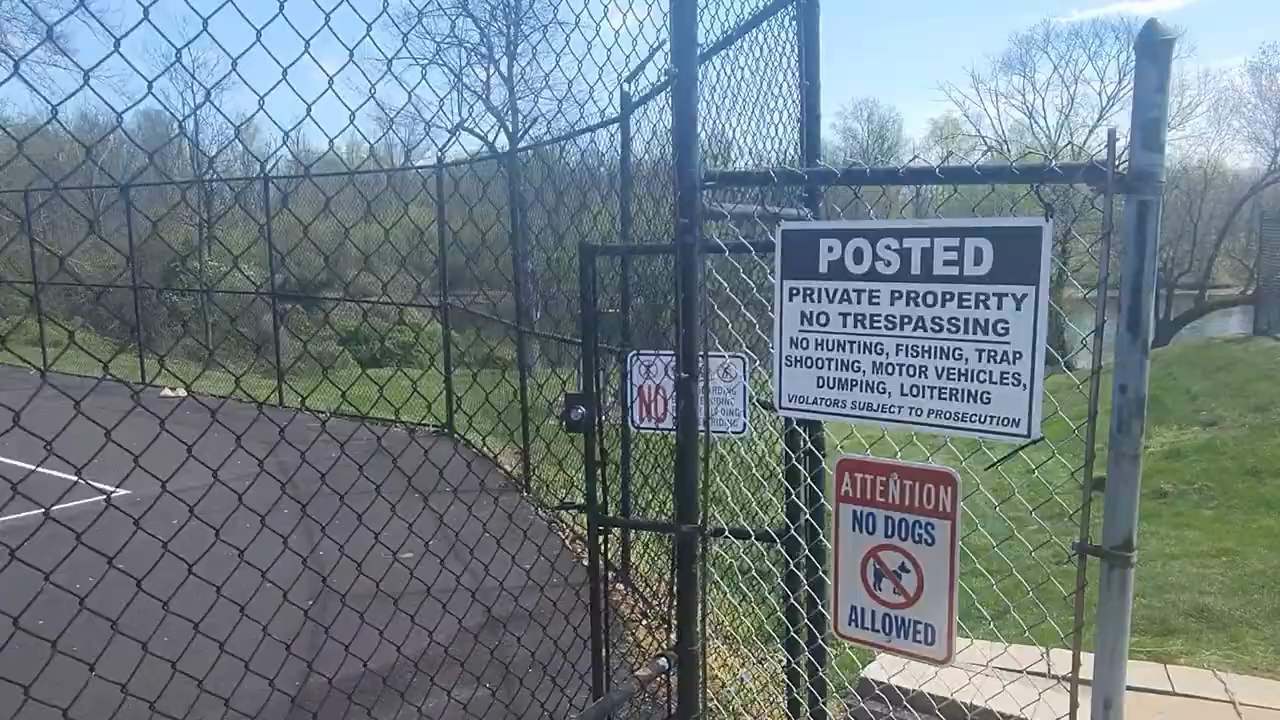 POSTED
PRIVATE PROPERTY
NO TRESPASSING
NO HUNTING, FISHING, TRAP
SHOOTING, MOTOR VEHICLES,
DUMPING, LOITERING
VIOLATORS SUBJECT TO PROSECUTION
NO
ATTENTION
NO DOGS
ALLOWED